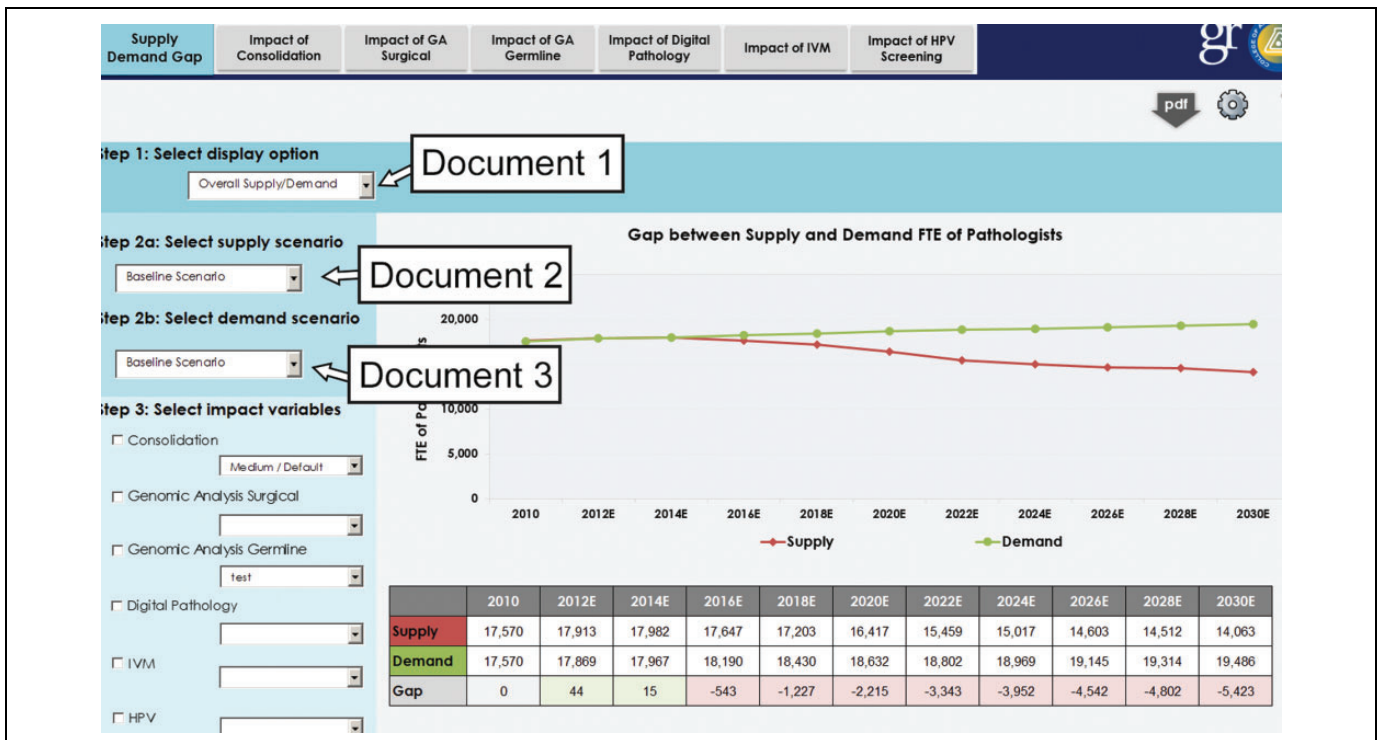 Supply Demand Gap
Impact of Consolidation
Impact of GA Surgical
Impact of GA Germline
Impact of Digital Pathology
Impact of IVM
Impact of HPV Screening
gr
pdf
Step 1: Select display option
Overall Supply/Demand
Document 1
Step 2a: Select supply scenario
Baseline Scenario
Document 2
Step 2b: Select demand scenario
Baseline Scenario
Document 3
Step 3: Select impact variables
Consolidation
Medium / Default
Genomic Analysis Surgical
Genomic Analysis Germline
test
Digital Pathology
IVM
HPV
Gap between Supply and Demand FTE of Pathologists
20,000
10,000
5,000
0
2010 2012E 2014E 2016E 2018E 2020E 2022E 2024E 2026E 2028E 2030E
Supply Demand
2010 2012E 2014E 2016E 2018E 2020E 2022E 2024E 2026E 2028E 2030E
Supply 17,570 17,913 17,982 17,647 17,203 16,417 15,459 15,017 14,603 14,512 14,063
Demand 17,570 17,869 17,967 18,190 18,430 18,632 18,802 18,969 19,145 19,314 19,486
Gap 0 44 15 -543 -1,227 -2,215 -3,343 -3,952 -4,542 -4,802 -5,423